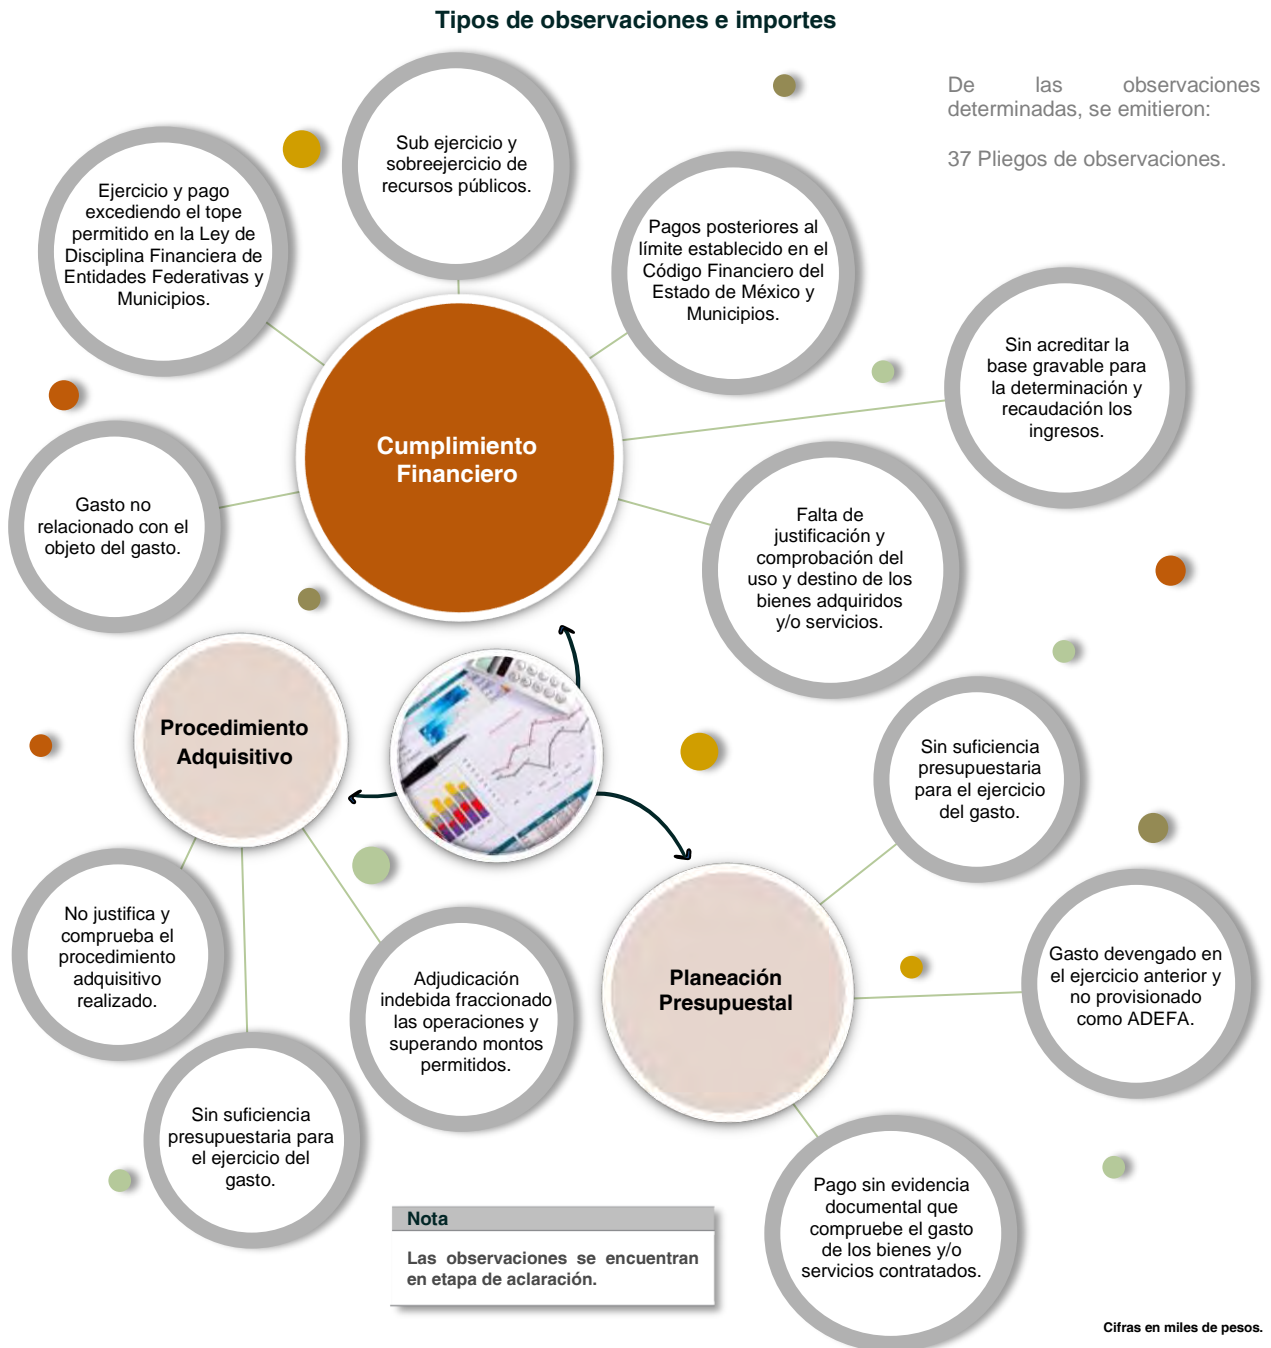 Tipos de observaciones e importes
De las observaciones
determinadas, se emitieron:
37 Pliegos de observaciones.
Sub ejercicio y
sobreejercicio de
recursos públicos.
Ejercicio y pago
excediendo el tope
permitido en la Ley de
Disciplina Financiera de
Entidades Federativas y
Municipios.
Pagos posteriores al
límite establecido en el
Código Financiero del
Estado de México y
Municipios.
Sin acreditar la
base gravable para
la determinación y
recaudación los
ingresos.
Cumplimiento
Financiero
Gasto no
relacionado con el
objeto del gasto.
Falta de
justificación y
comprobación del
uso y destino de los
bienes adquiridos
y/o servicios.
Procedimiento
Adquisitivo
Sin suficiencia
presupuestaria
para el ejercicio
del gasto.
No justifica y
comprueba el
procedimiento
adquisitivo
realizado.
Adjudicación
indebida fraccionado
las operaciones y
superando montos
permitidos.
Planeación
Presupuestal
Gasto devengado en
el ejercicio anterior y
no provisionado
como ADEFA.
Sin suficiencia
presupuestaria para
el ejercicio del
gasto.
Pago sin evidencia
documental que
compruebe el gasto
de los bienes y/o
servicios contratados.
Nota
Las observaciones se encuentran
en etapa de aclaración.
Cifras en miles de pesos.